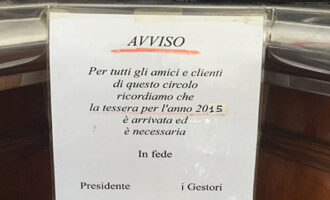 AVVISO
Per tutti gli amici e clienti
di questo circolo
ricordiamo che
la tessera per l'anno 2015
è arrivata ed
è necessaria
In fede
Presidente i Gestori